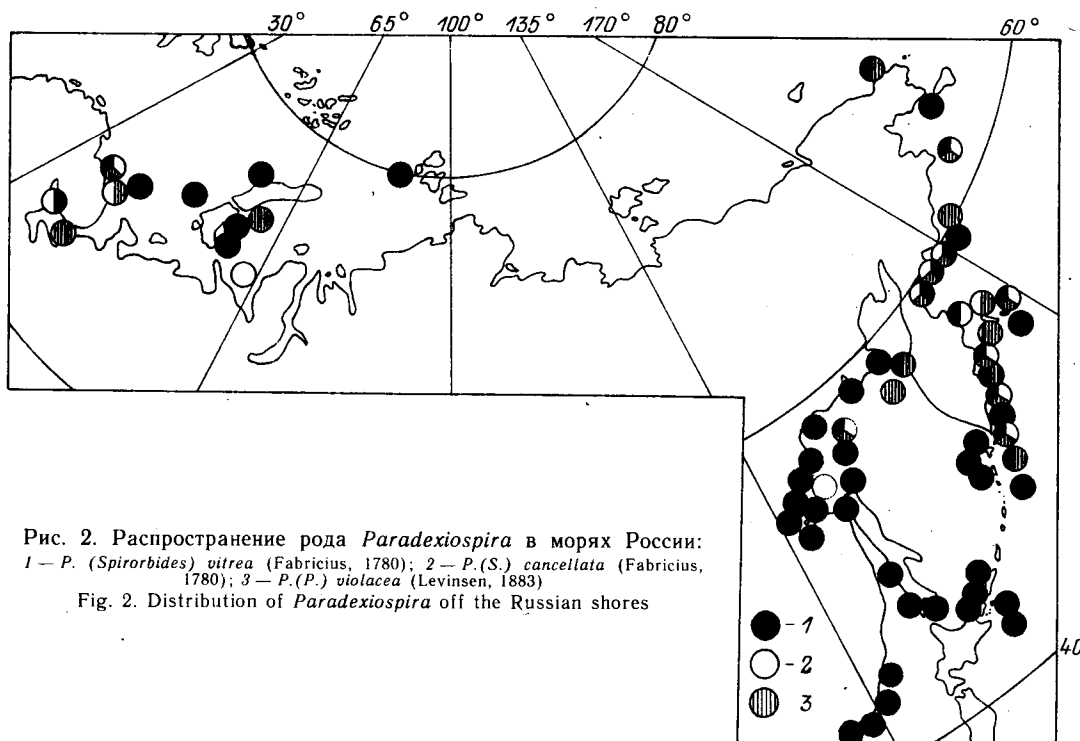 30° 65° 100° 135° 170° 80° 60°
40
Рис. 2. Распространение рода Paradexiospira в морях России:
1 — P. (Spirorbides) vitrea (Fabricius, 1780); 2 — P.(S.) cancellata (Fabricius,
1780); 3 — P.(P.) violacea (Levinsen, 1883)
Fig. 2. Distribution of Paradexiospira off the Russian shores
- 1
- 2
3